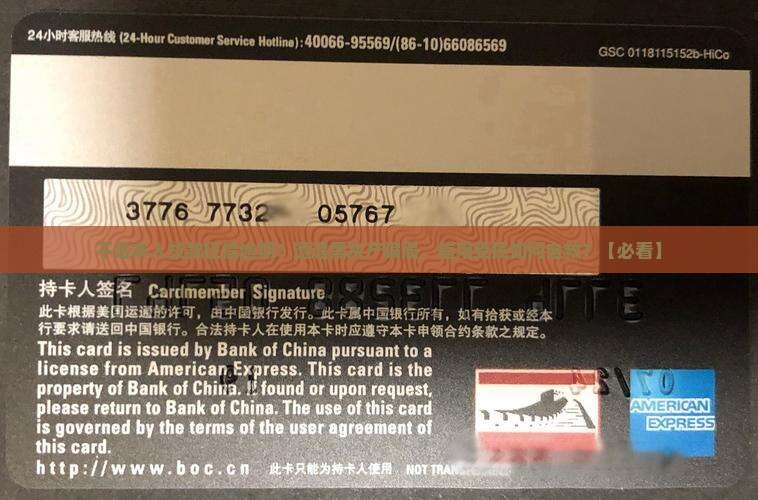 24小时客服热线 (24-Hour Customer Service Hotline):40066-95569/(86-10)66086569
GSC 0118115152b-HiCo
3776 7732 05767
【必看】
持卡人签名 Cardmember Signature
此卡根据美国运通的许可，由中国银行发行。此卡属中国银行所有，如有拾获或经本
行要求请送回中国银行。合法持卡人在使用本卡时应遵守本卡申领合约条款之规定。
This card is issued by Bank of China pursuant to a
license from American Express. This card is the
property of Bank of China. If found or upon request,
please return to Bank of China. The use of this card
is governed by the terms of the user agreement of
this card.
AMERICAN
EXPRESS
http://www.boc.cn 此卡只能为持卡人使用 NOT